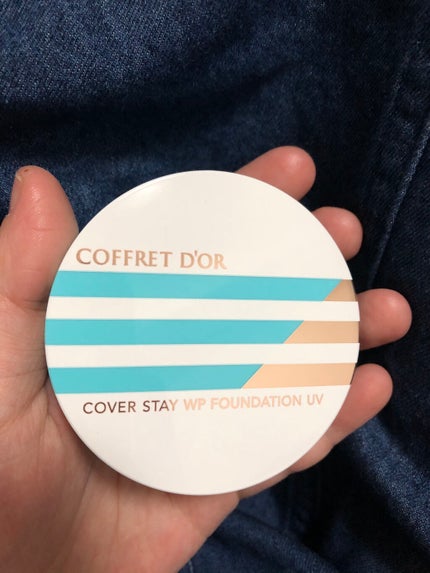 COFFRET D'OR
COVER STAY WP FOUNDATION UV